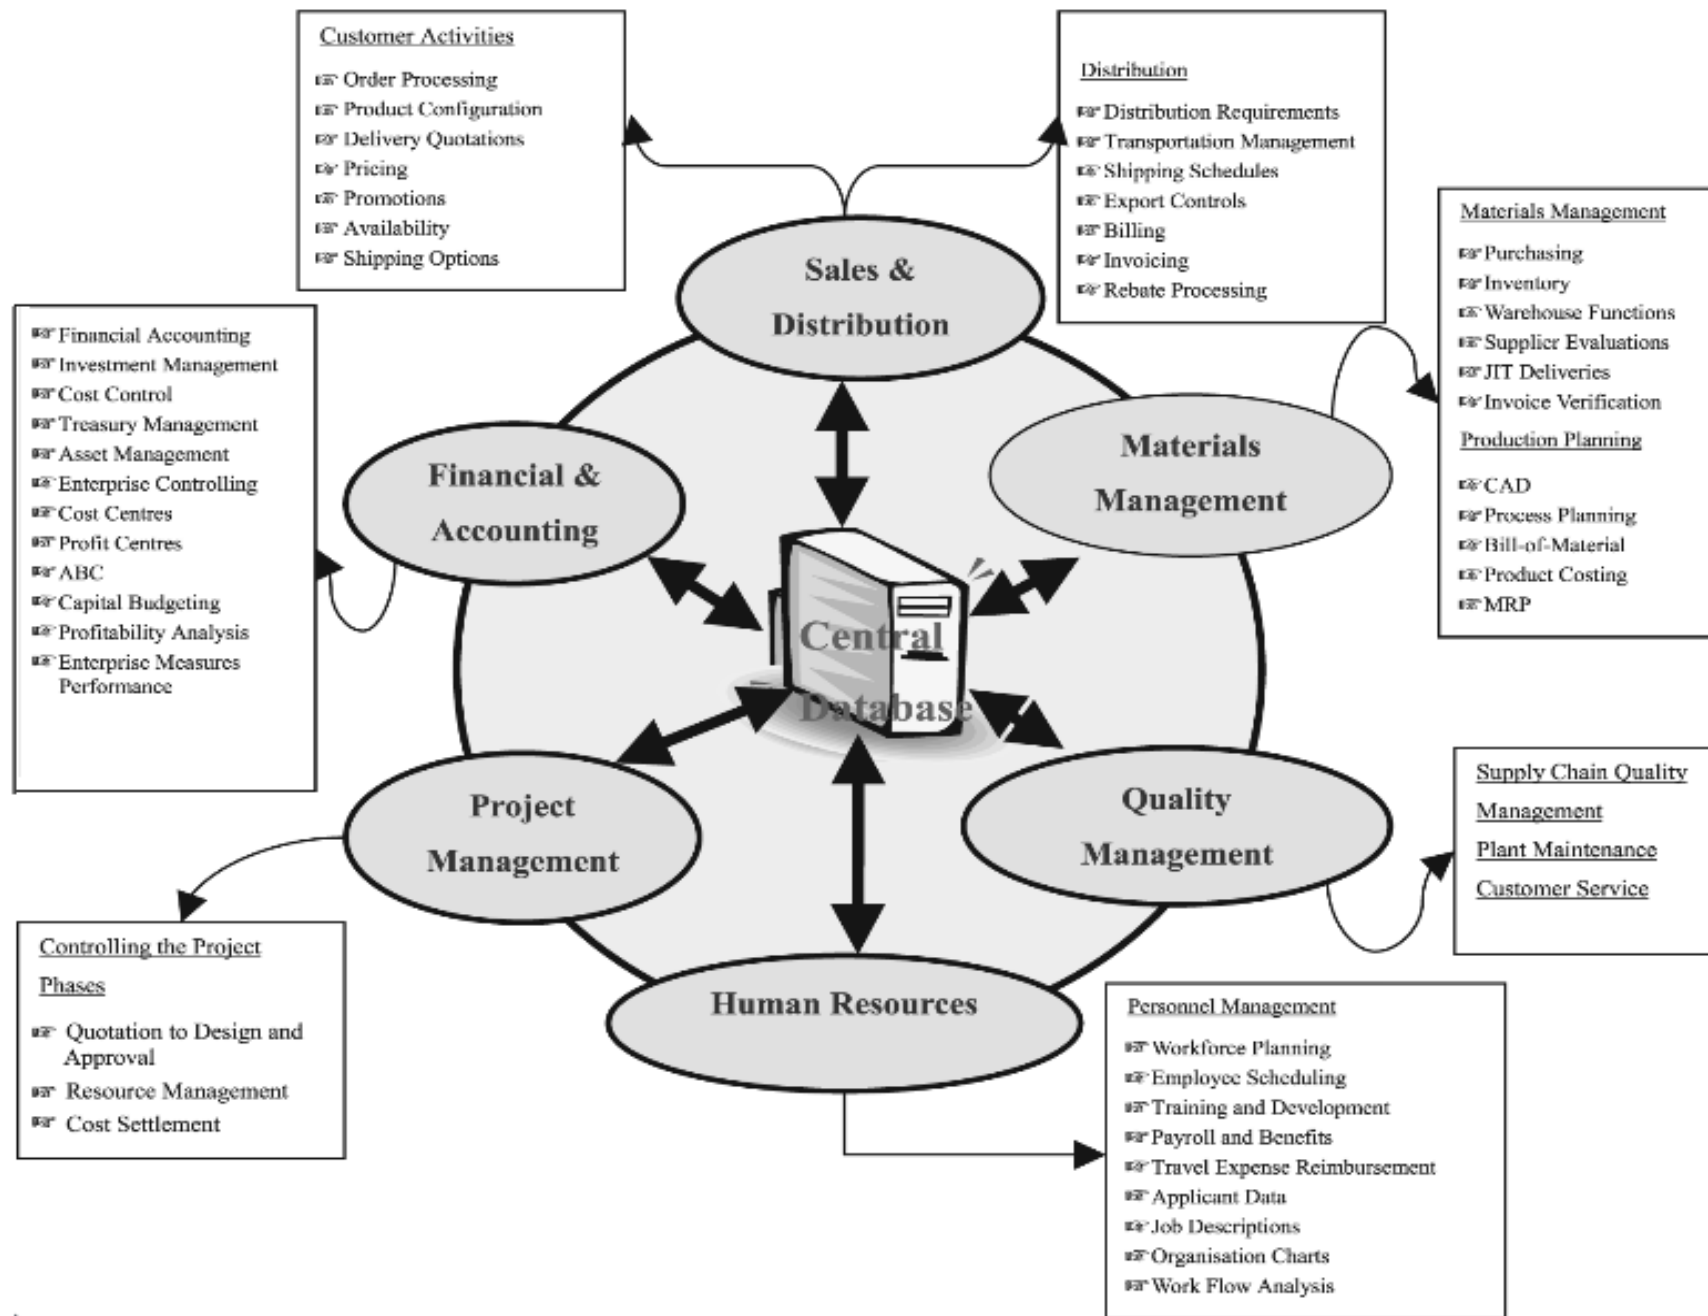 Customer Activities
Order Processing
Product Configuration
Delivery Quotations
Pricing
Promotions
Availability
Shipping Options
Distribution
Distribution Requirements
Transportation Management
Shipping Schedules
Export Controls
Billing
Invoicing
Rebate Processing
Materials Management
Purchasing
Inventory
Warehouse Functions
Supplier Evaluations
JIT Deliveries
Invoice Verification
Production Planning
CAD
Process Planning
Bill-of-Material
Product Costing
MRP
Financial Accounting
Investment Management
Cost Control
Treasury Management
Asset Management
Enterprise Controlling
Cost Centres
Profit Centres
ABC
Capital Budgeting
Profitability Analysis
Enterprise Measures
Performance
Sales &
Distribution
Financial &
Accounting
Materials
Management
Central
Database
Project
Management
Quality
Management
Human Resources
Supply Chain Quality
Management
Plant Maintenance
Customer Service
Controlling the Project
Phases
Quotation to Design and
Approval
Resource Management
Cost Settlement
Personnel Management
Workforce Planning
Employee Scheduling
Training and Development
Payroll and Benefits
Travel Expense Reimbursement
Applicant Data
Job Descriptions
Organisation Charts
Work Flow Analysis